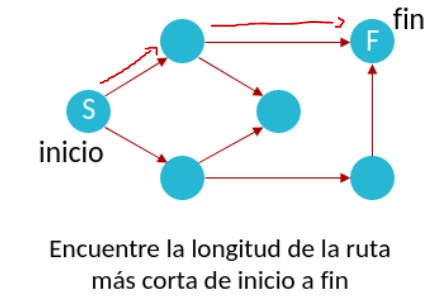 fin
F
S
inicio
Encuentre la longitud de la ruta
más corta de inicio a fin